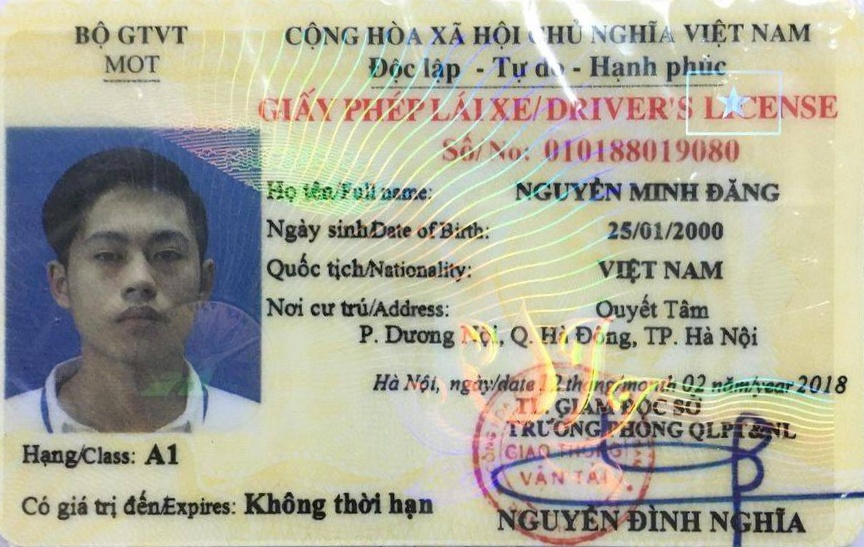 BỘ GTVT
MOT
CỘNG HÒA XÃ HỘI CHỦ NGHĨA VIỆT NAM
Độc lập - Tự do - Hạnh phúc
GIẤY PHÉP LÁI XE/DRIVER'S LICENSE
Số/ No: 010188019080
Họ tên/Full name: NGUYỄN MINH ĐĂNG
Ngày sinh/Date of Birth: 25/01/2000
Quốc tịch/Nationality: VIỆT NAM
Nơi cư trú/Address: Quyết Tâm
P. Dương Nội, Q. Hà Đông, TP. Hà Nội
Hà Nội, ngày/date 12 tháng/month 02 năm/year 2018
TL. GIÁM ĐỐC SỞ
TRƯỞNG PHÒNG QLPT&NL
GIAO THÔNG
VẬN TẢI
NGUYỄN ĐÌNH NGHĨA
Hạng/Class: A1
Có giá trị đến/Expires: Không thời hạn